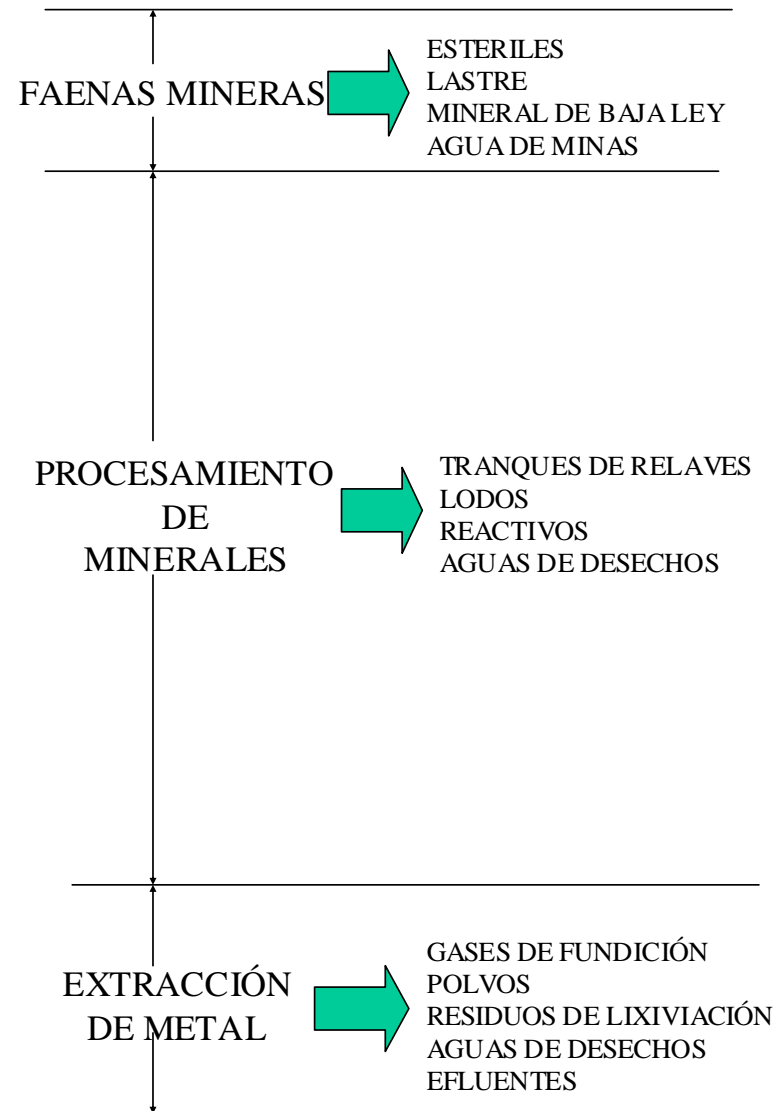 FAENAS MINERAS
ESTERILES
LASTRE
MINERAL DE BAJA LEY
AGUA DE MINAS
PROCESAMIENTO
DE
MINERALES
TRANQUES DE RELAVES
LODOS
REACTIVOS
AGUAS DE DESECHOS
EXTRACCIÓN
DE METAL
GASES DE FUNDICIÓN
POLVOS
RESIDUOS DE LIXIVIACIÓN
AGUAS DE DESECHOS
EFLUENTES